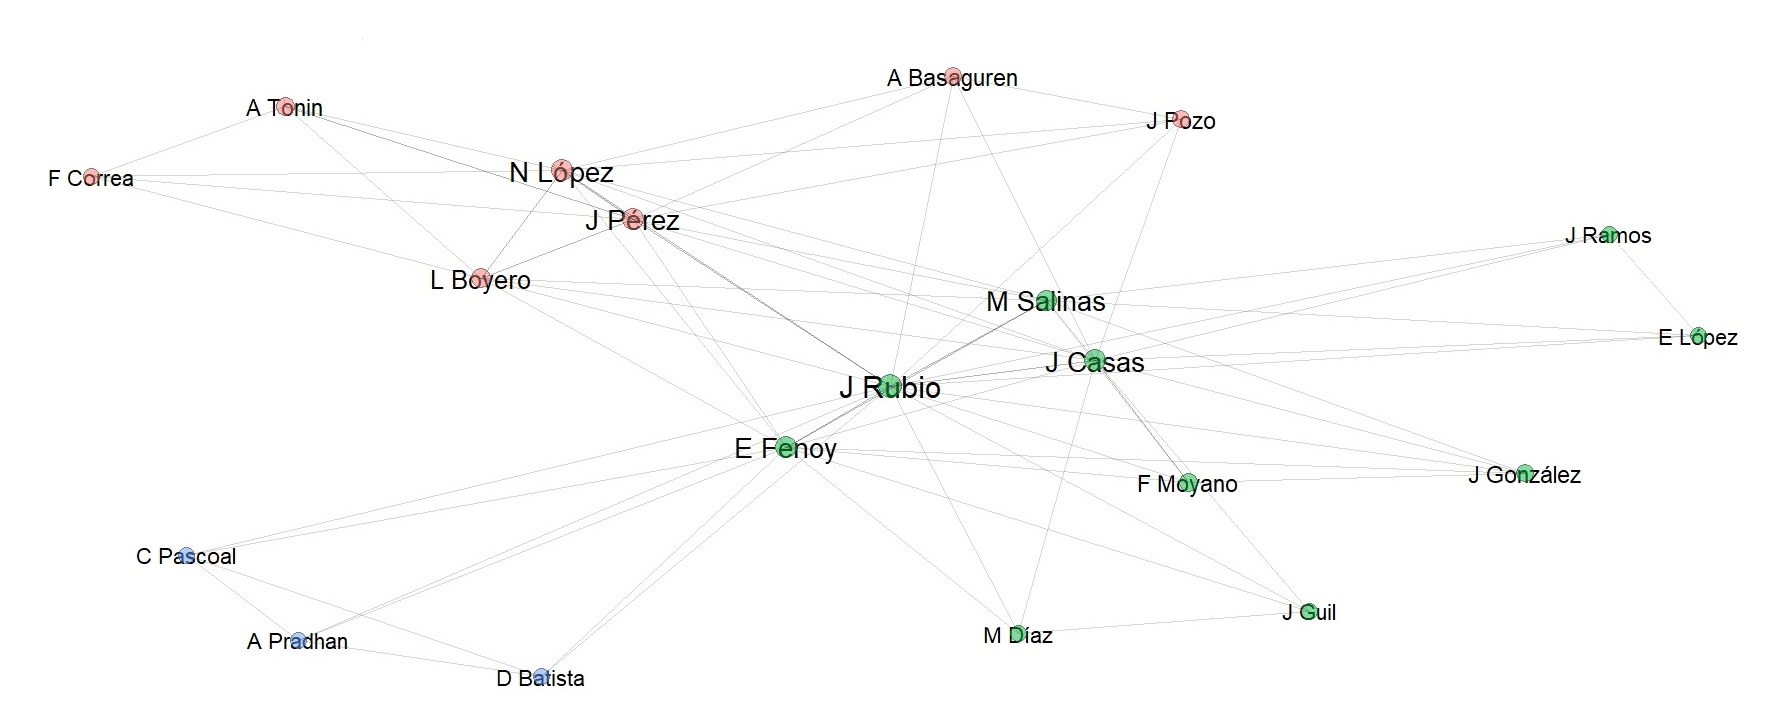 A Basaguren
A Tonin
J Pozo
N López
F Correa
J Pérez
J Ramos
L Boyero
M Salinas
E López
J Casas
J Rubio
E Fenoy
J González
F Moyano
C Pascoal
J Guil
M Díaz
A Pradhan
D Batista